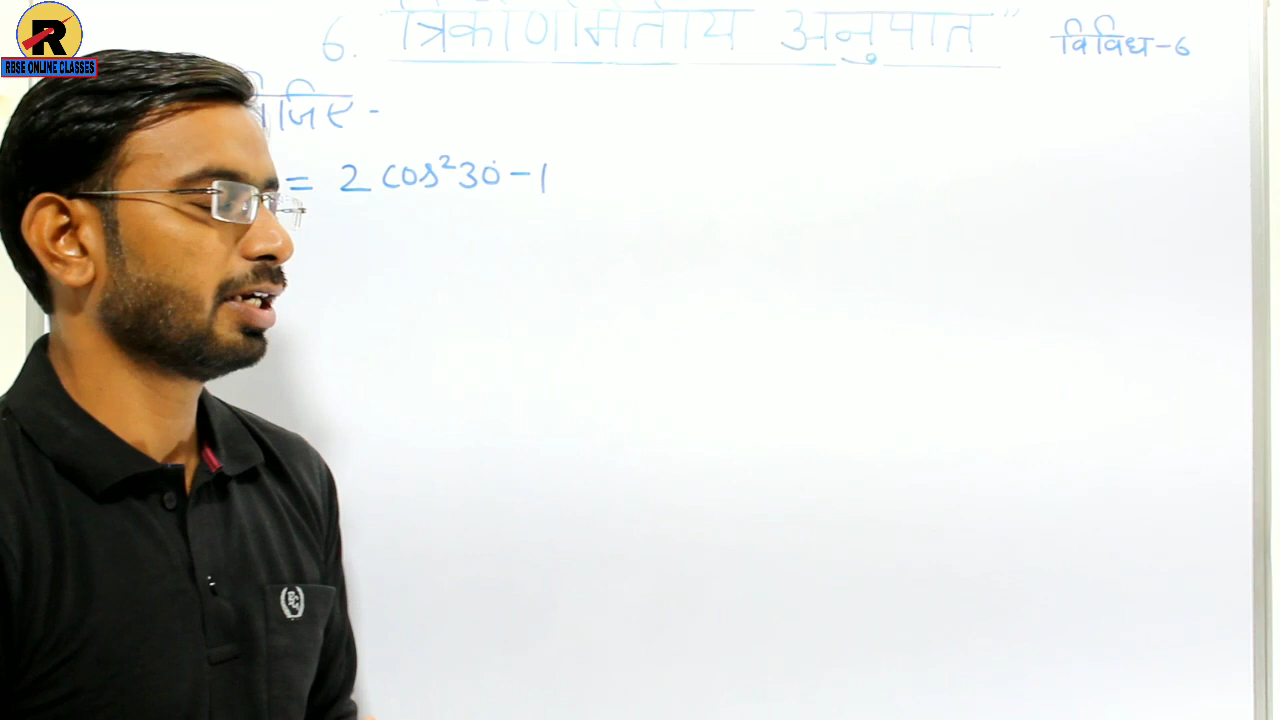 R
RBSE ONLINE CLASSES
6. "त्रिकोणमितीय अनुपात"
विविध-6
= 2 cos²30°-1